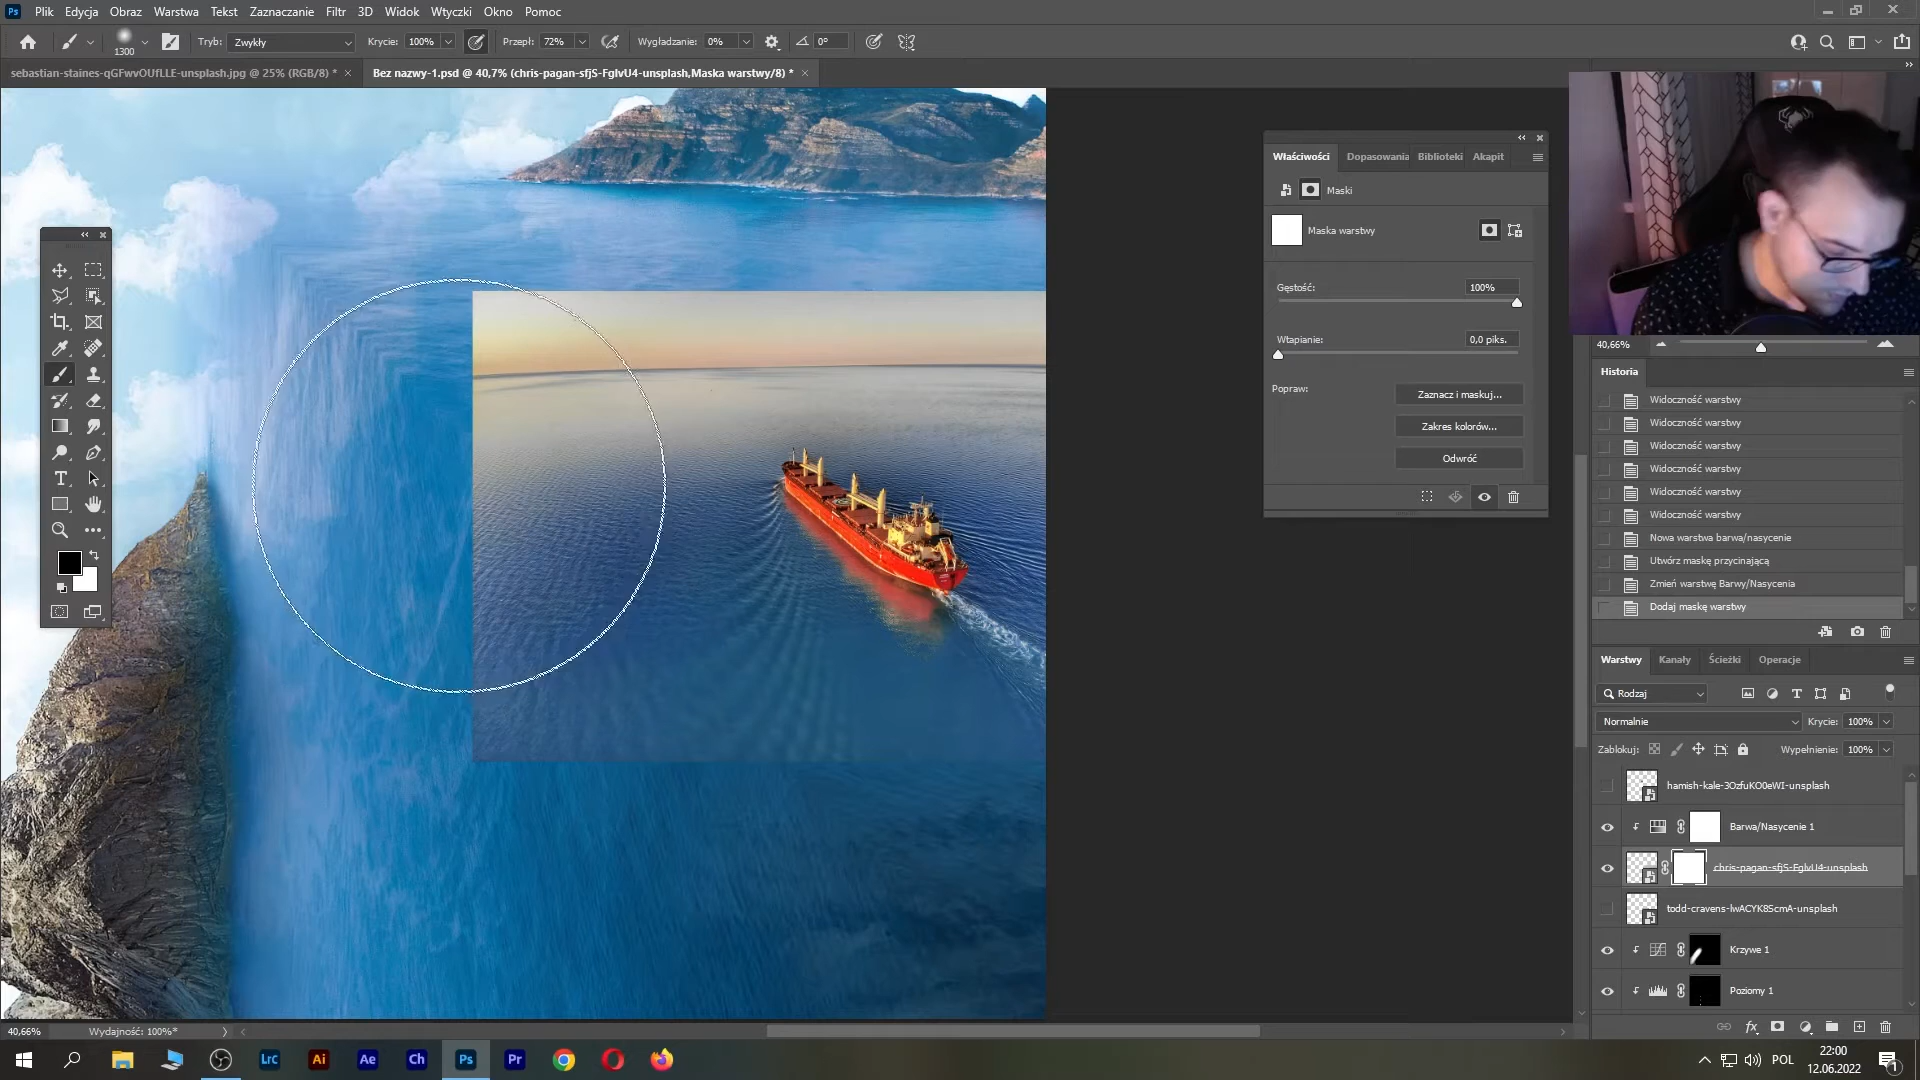 Ps Plik Edycja Obraz Warstwa Tekst Zaznaczanie Filtr 3D Widok Wtyczki Okno Pomoc
1300 Tryb: Zwykły Krycie: 100% Przepł: 72% Wygładzanie: 0% 0°
sebastian-staines-qGFwvOUfLLE-unsplash.jpg @ 25% (RGB/8) * Bez nazwy-1.psd @ 40,7% (chris-pagan-sfjS-FglvU4-unsplash,Maska warstwy/8) *
Właściwości Dopasowania Biblioteki Akapit
Maski
Maska warstwy
Gęstość: 100%
Wtapianie: 0,0 piks.
Popraw: Zaznacz i maskuj...
Zakres kolorów...
Odwróć
40,66%
Historia
Widoczność warstwy
Widoczność warstwy
Widoczność warstwy
Widoczność warstwy
Widoczność warstwy
Widoczność warstwy
Nowa warstwa barwa/nasycenie
Utwórz maskę przycinającą
Zmień warstwę Barwy/Nasycenia
Dodaj maskę warstwy
Warstwy Kanały Ścieżki Operacje
Rodzaj
Normalnie Krycie: 100%
Zablokuj: Wypełnienie: 100%
hamish-kale-3OzfuKO0eWI-unsplash
Barwa/Nasycenie 1
chris-pagan-sfjS-FglvU4-unsplash
todd-cravens-lwACYK8ScmA-unsplash
Krzywe 1
Poziomy 1
40,66% Wydajność: 100%*
LrC Ai Ae Ch Ps Pr POL 22:00
12.06.2022 1